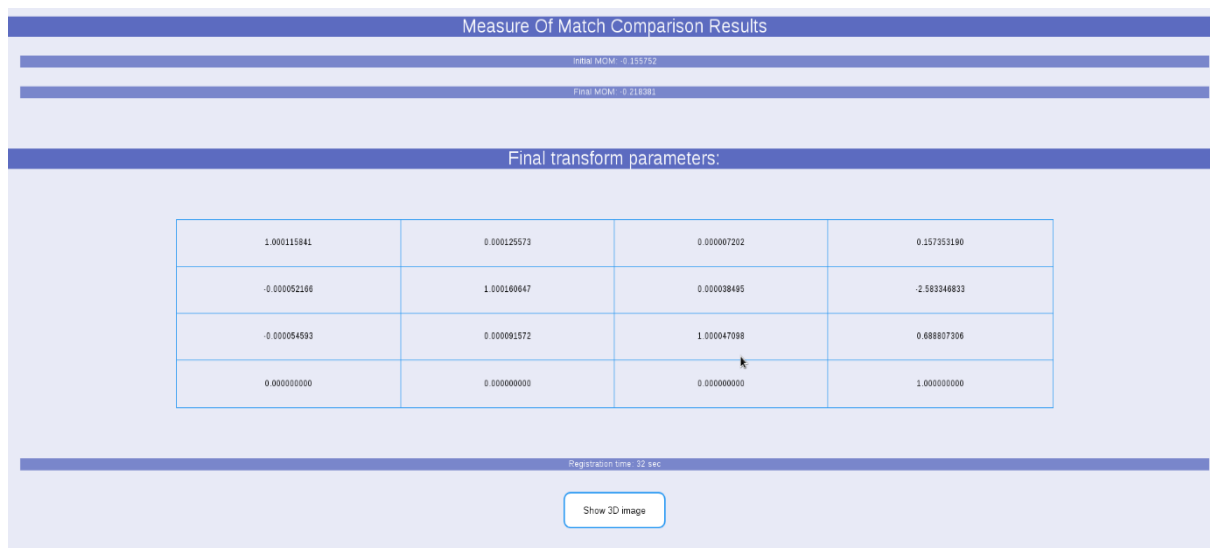 Measure Of Match Comparison Results
Initial MOM: -0.155752
Final MOM: -0.218381
Final transform parameters:
1.000115841 0.000125573 0.000007202 0.157353190
-0.000052166 1.000160647 0.000038495 -2.583346833
-0.000054593 0.000091572 1.000047098 0.688807306
0.000000000 0.000000000 0.000000000 1.000000000
Registration time: 32 sec
Show 3D image